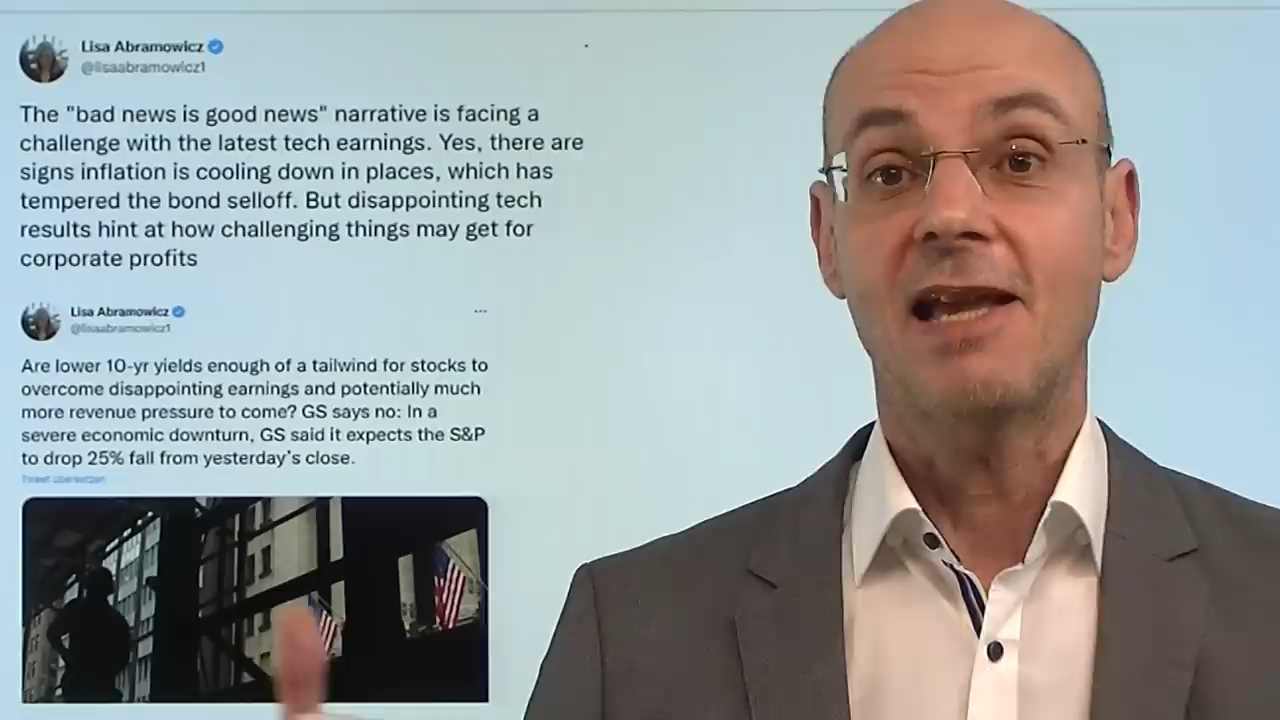 Lisa Abramowicz
@lisaabramowicz1
The "bad news is good news" narrative is facing a
challenge with the latest tech earnings. Yes, there are
signs inflation is cooling down in places, which has
tempered the bond selloff. But disappointing tech
results hint at how challenging things may get for
corporate profits
Lisa Abramowicz
@lisaabramowicz1
Are lower 10-yr yields enough of a tailwind for stocks to
overcome disappointing earnings and potentially much
more revenue pressure to come? GS says no: In a
severe economic downturn, GS said it expects the S&P
to drop 25% fall from yesterday's close.
Tweet übersetzen